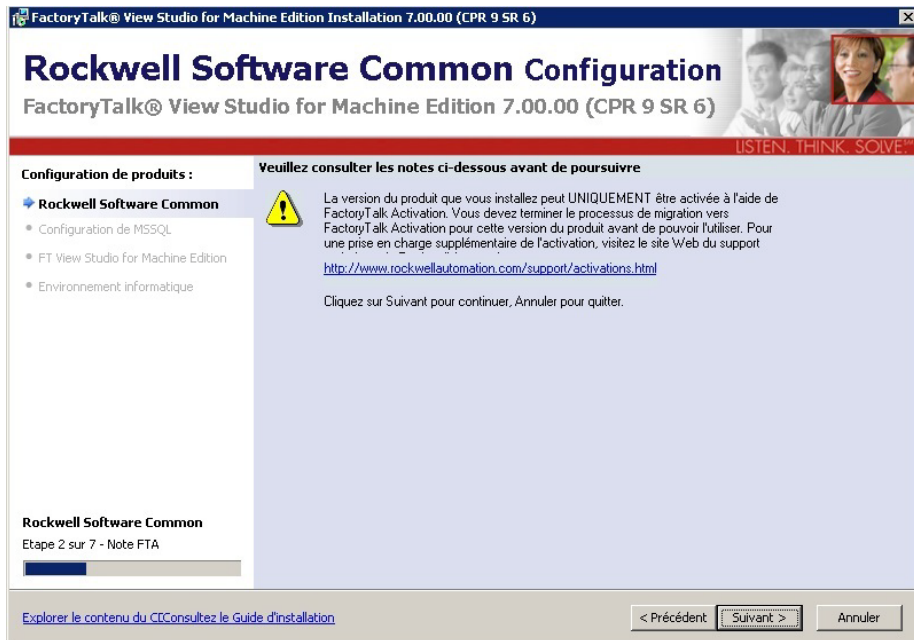 FactoryTalk® View Studio for Machine Edition Installation 7.00.00 (CPR 9 SR 6)
Rockwell Software Common Configuration
FactoryTalk® View Studio for Machine Edition 7.00.00 (CPR 9 SR 6)
LISTEN. THINK. SOLVE.℠
Configuration de produits :
Rockwell Software Common
Configuration de MSSQL
FT View Studio for Machine Edition
Environnement informatique
Veuillez consulter les notes ci-dessous avant de poursuivre
La version du produit que vous installez peut UNIQUEMENT être activée à l'aide de
FactoryTalk Activation. Vous devez terminer le processus de migration vers
FactoryTalk Activation pour cette version du produit avant de pouvoir l'utiliser. Pour
une prise en charge supplémentaire de l'activation, visitez le site Web du support
http://www.rockwellautomation.com/support/activations.html
Cliquez sur Suivant pour continuer, Annuler pour quitter.
Rockwell Software Common
Etape 2 sur 7 - Note FTA
Explorer le contenu du CD
Consultez le Guide d'installation
< Précédent
Suivant >
Annuler